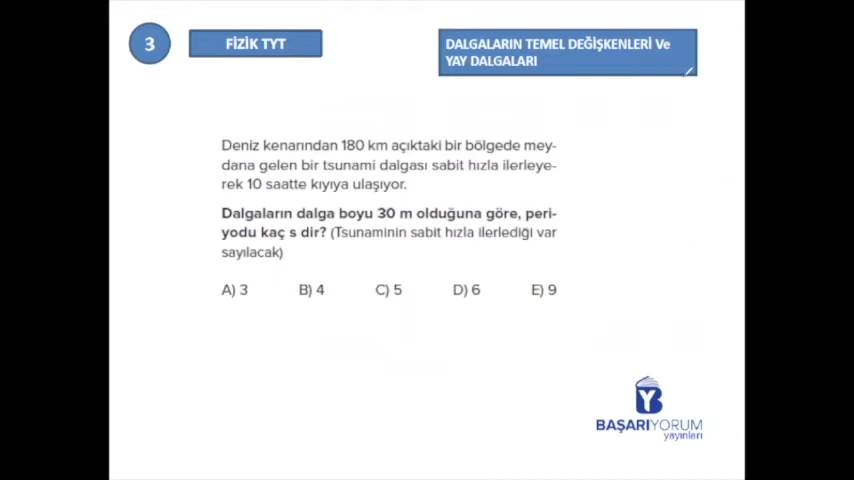 3
FİZİK TYT
DALGALARIN TEMEL DEĞİŞKENLERİ Ve
YAY DALGALARI
Deniz kenarından 180 km açıktaki bir bölgede mey-
dana gelen bir tsunami dalgası sabit hızla ilerleye-
rek 10 saatte kıyıya ulaşıyor.
Dalgaların dalga boyu 30 m olduğuna göre, peri-
yodu kaç s dir? (Tsunaminin sabit hızla ilerlediği var
sayılacak)
A) 3 B) 4 C) 5 D) 6 E) 9
BAŞARIYORUM
yayınları